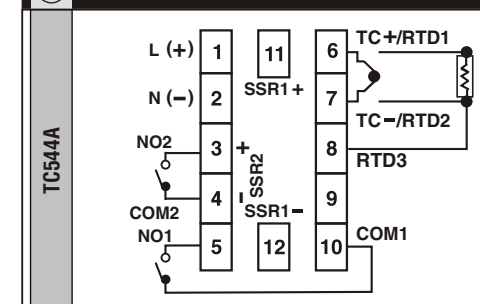 TC544A
L (+)
1
N (−)
2
NO2
3
+
SSR2
4
-
COM2
NO1
5
11
SSR1+
SSR1−
12
6
TC+/RTD1
7
TC−/RTD2
8
RTD3
9
10
COM1